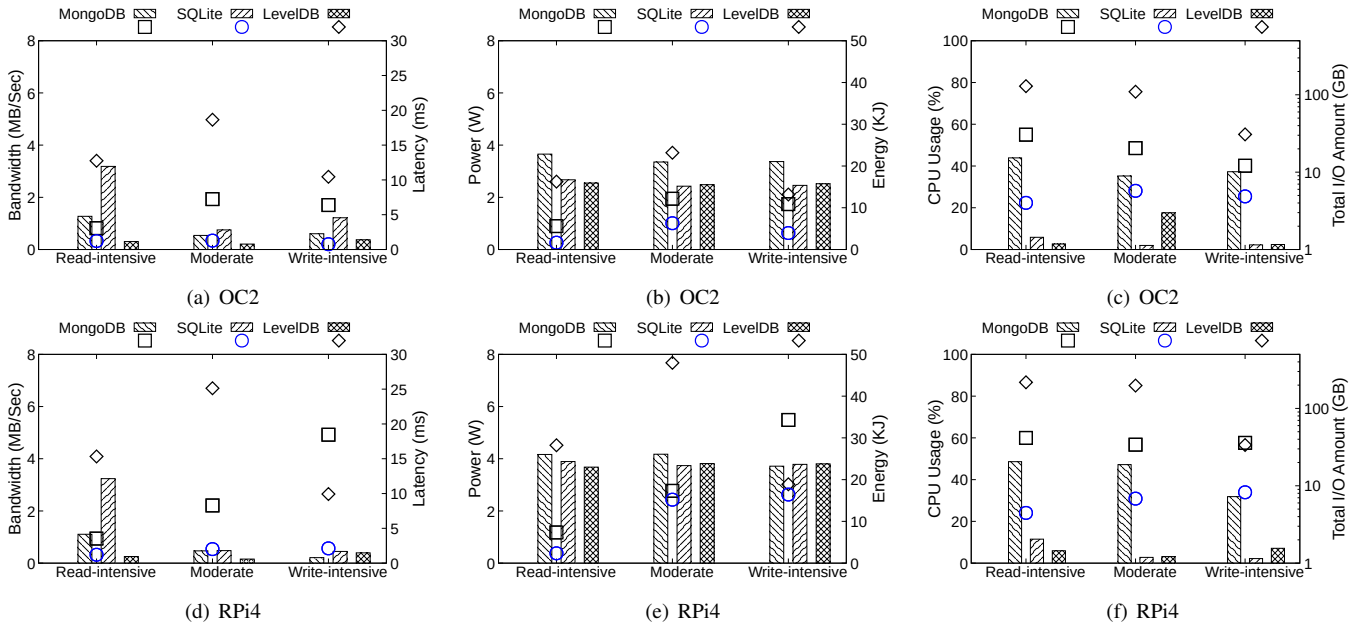 MongoDB SQLite LevelDB
8
6
4
2
0
Bandwidth (MB/Sec)
30
25
20
15
10
5
0
Latency (ms)
Read-intensive Moderate Write-intensive
(a) OC2
MongoDB SQLite LevelDB
8
6
4
2
0
Power (W)
50
40
30
20
10
0
Energy (KJ)
Read-intensive Moderate Write-intensive
(b) OC2
MongoDB SQLite LevelDB
100
80
60
40
20
0
CPU Usage (%)
100
10
1
Total I/O Amount (GB)
Read-intensive Moderate Write-intensive
(c) OC2
MongoDB SQLite LevelDB
8
6
4
2
0
Bandwidth (MB/Sec)
30
25
20
15
10
5
0
Latency (ms)
Read-intensive Moderate Write-intensive
(d) RPi4
MongoDB SQLite LevelDB
8
6
4
2
0
Power (W)
50
40
30
20
10
0
Energy (KJ)
Read-intensive Moderate Write-intensive
(e) RPi4
MongoDB SQLite LevelDB
100
80
60
40
20
0
CPU Usage (%)
100
10
1
Total I/O Amount (GB)
Read-intensive Moderate Write-intensive
(f) RPi4